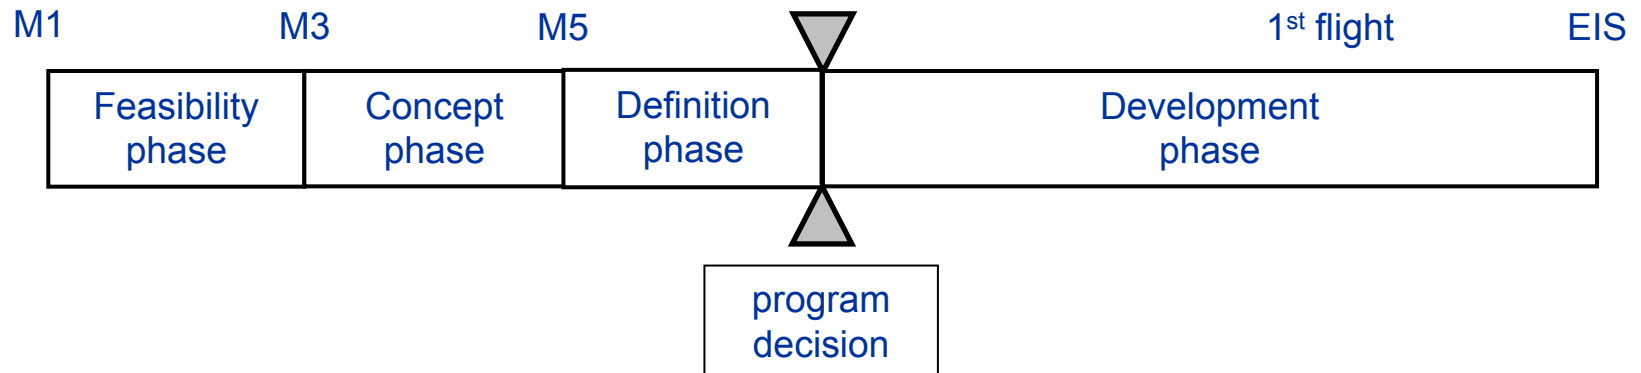 M1 M3 M5 1st flight EIS
Feasibility
phase
Concept
phase
Definition
phase
Development
phase
program
decision